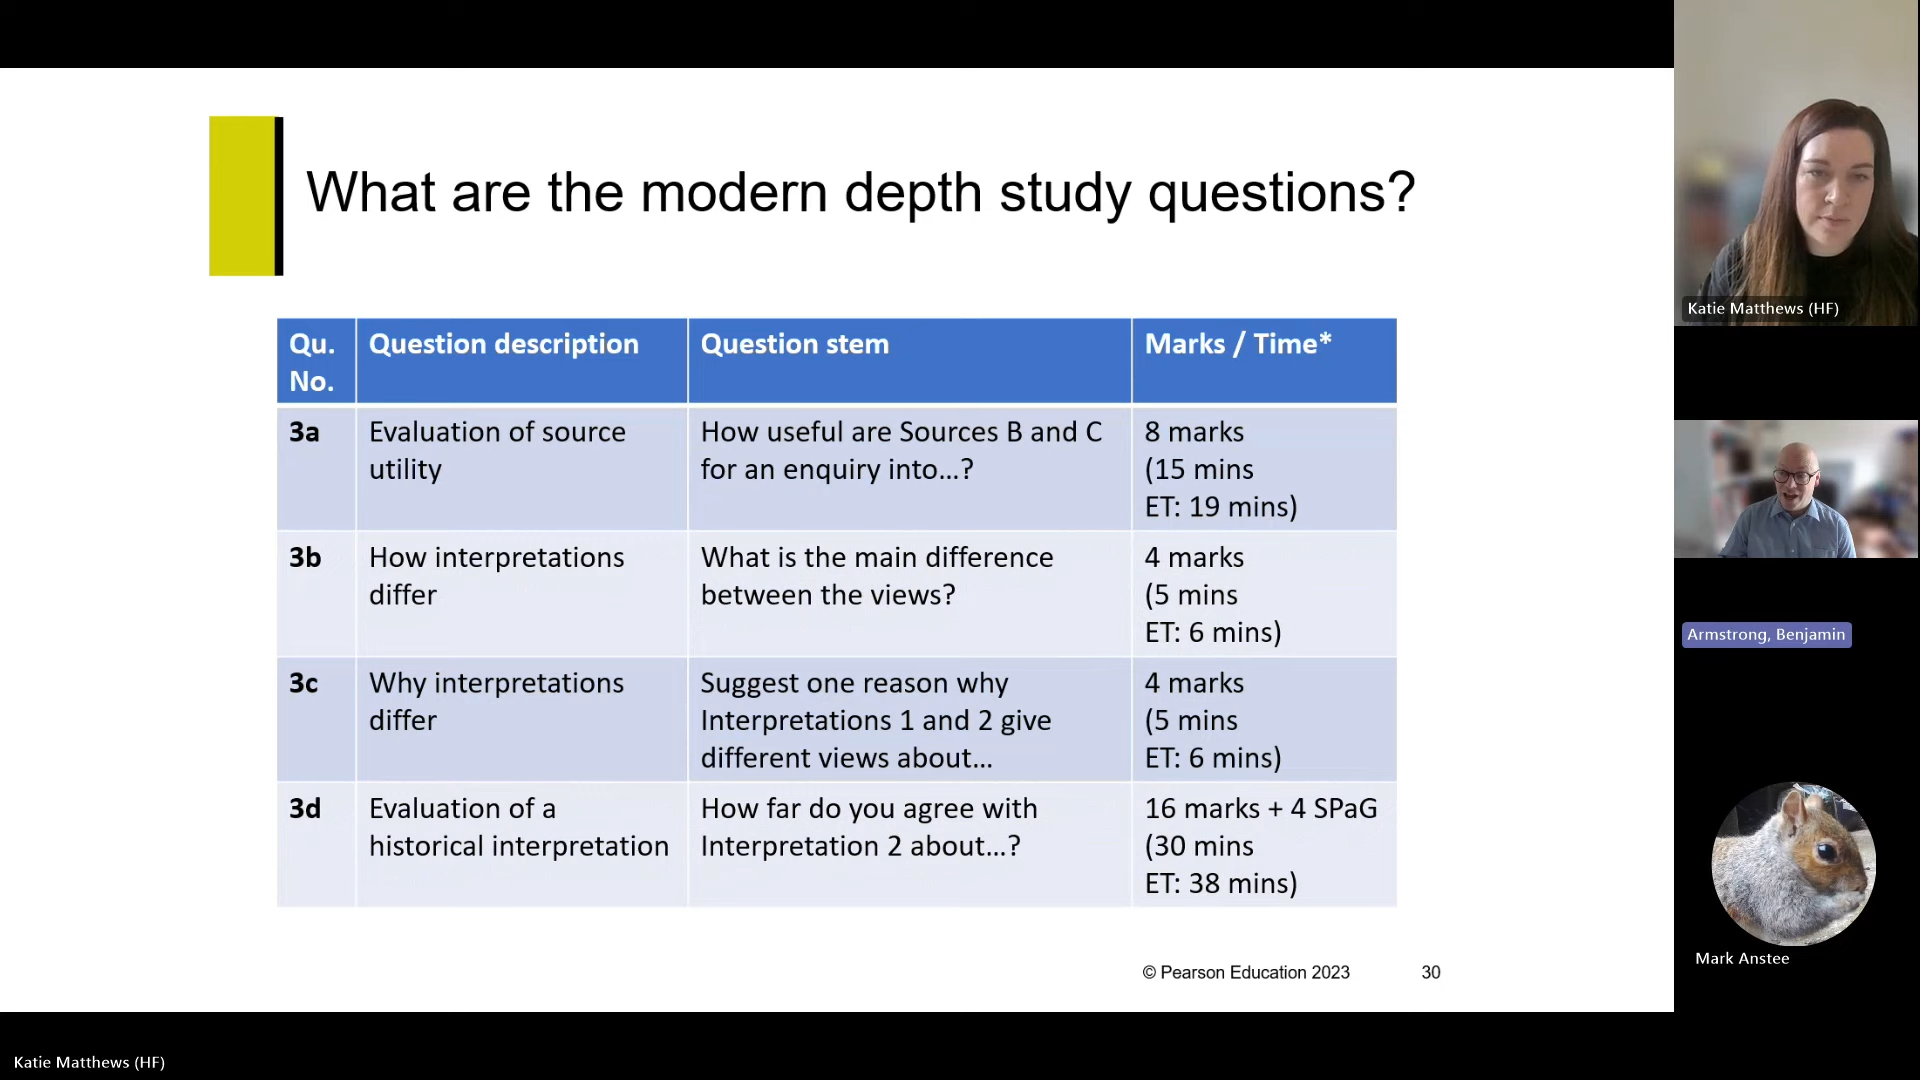 What are the modern depth study questions?
Qu. No.
Question description
Question stem
Marks / Time*
3a
Evaluation of source
utility
How useful are Sources B and C
for an enquiry into…?
8 marks
(15 mins
ET: 19 mins)
3b
How interpretations
differ
What is the main difference
between the views?
4 marks
(5 mins
ET: 6 mins)
3c
Why interpretations
differ
Suggest one reason why
Interpretations 1 and 2 give
different views about…
4 marks
(5 mins
ET: 6 mins)
3d
Evaluation of a
historical interpretation
How far do you agree with
Interpretation 2 about…?
16 marks + 4 SPaG
(30 mins
ET: 38 mins)
© Pearson Education 2023
30
Katie Matthews (HF)
Armstrong, Benjamin
Mark Anstee
Katie Matthews (HF)